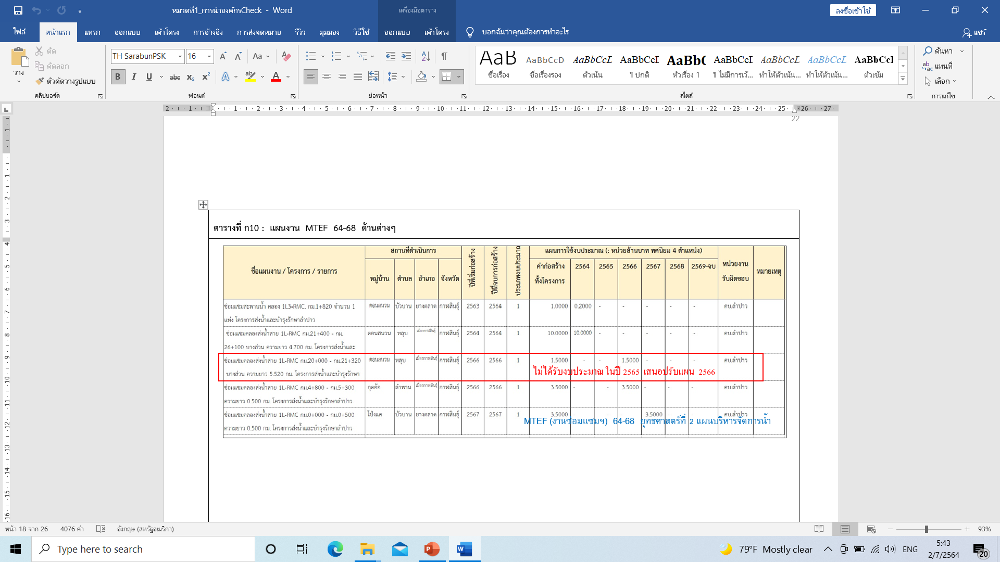 หมวดที่1_การนำองค์กรCheck - Word
เครื่องมือตาราง
ลงชื่อเข้าใช้
ไฟล์ หน้าแรก แทรก ออกแบบ เค้าโครง การอ้างอิง การส่งจดหมาย รีวิว มุมมอง วิธีใช้ ออกแบบ เค้าโครง บอกฉันว่าคุณต้องการทำอะไร แชร์
วาง
ตัด
คัดลอก
ตัวคัดวางรูปแบบ
คลิปบอร์ด
TH SarabunPSK 16
ฟอนต์
ย่อหน้า
AaB AaBbCcD AaBbCcL AaBbCcI AaBb( AaBbCcI AaBbCcL AaBbCcL AaBbCcI
ชื่อเรื่อง ชื่อเรื่องรอง ตัวเน้น ¶ ปกติ หัวเรื่อง 1 ¶ ไม่มีการเว้... ทำให้ตัวเน้น... ทำให้ตัวเน้น... ตัวเข้ม
สไตล์
ค้นหา
แทนที่
เลือก
การแก้ไข
2 1 1 2 3 4 5 6 7 8 9 10 11 12 13 14 15 16 17 18 19 20 21 22 23 24 25 26 27
22
ตารางที่ ก10 : แผนงาน MTEF 64-68 ด้านต่างๆ
ชื่อแผนงาน / โครงการ / รายการ
สถานที่ดำเนินการ
หมู่บ้าน ตำบล อำเภอ จังหวัด
ปีที่เริ่มก่อสร้าง
ปีที่จบการก่อสร้าง
ประเภทงบประมาณ
แผนการใช้งบประมาณ (: หน่วยล้านบาท ทศนิยม 4 ตำแหน่ง)
ค่าก่อสร้าง
ทั้งโครงการ
2564 2565 2566 2567 2568 2569-จบ
หน่วยงาน
รับผิดชอบ
หมายเหตุ
ซ่อมแซมสะพานน้ำ คลอง 1L3-RMC. กม.1+820 จำนวน 1 ดอนสนวน บัวบาน ยางตลาด กาฬสินธุ์ 2563 2564 1 1.0000 0.2000 - - - - - คบ.ลำปาว
แห่ง โครงการส่งน้ำและบำรุงรักษาลำปาว
ซ่อมแซมคลองส่งน้ำสาย 1L-RMC กม.21+400 - กม. ดอนสนวน หลุบ เมืองกาฬสินธุ์ กาฬสินธุ์ 2564 2564 1 10.0000 10.0000 - - - - - คบ.ลำปาว
26+100 บางส่วน ความยาว 4.700 กม. โครงการส่งน้ำและ
ซ่อมแซมคลองส่งน้ำสาย 1L-RMC กม.20+000 - กม.21+320 ดอนสนวน หลุบ เมืองกาฬสินธุ์ กาฬสินธุ์ 2566 2566 1 1.5000 - - 1.5000 - - - คบ.ลำปาว
บางส่วน ความยาว 5.520 กม. โครงการส่งน้ำและบำรุงรักษา
ไม่ได้รับงบประมาณ ในปี 2565 เสนอปรับแผน 2566
ซ่อมแซมคลองส่งน้ำสาย 1L-RMC กม.4+800 - กม.5+300 กุดอ้อ ลำพาน เมืองกาฬสินธุ์ กาฬสินธุ์ 2566 2566 1 3.5000 - - 3.5000 - - - คบ.ลำปาว
ความยาว 0.500 กม. โครงการส่งน้ำและบำรุงรักษาลำปาว
ซ่อมแซมคลองส่งน้ำสาย 1L-RMC กม.0+000 - กม.0+500 โป่งแค บัวบาน ยางตลาด กาฬสินธุ์ 2567 2567 1 3.5000 - - - 3.5000 - - คบ.ลำปาว
ความยาว 0.500 กม. โครงการส่งน้ำและบำรุงรักษาลำปาว
MTEF (งานซ่อมแซมฯ) 64-68 ยุทธศาสตร์ที่ 2 แผนบริหารจัดการน้ำ
หน้า 18 จาก 26 4076 คำ อังกฤษ (สหรัฐอเมริกา) 93%
Type here to search
79°F Mostly clear ENG
5:43
2/7/2564
20